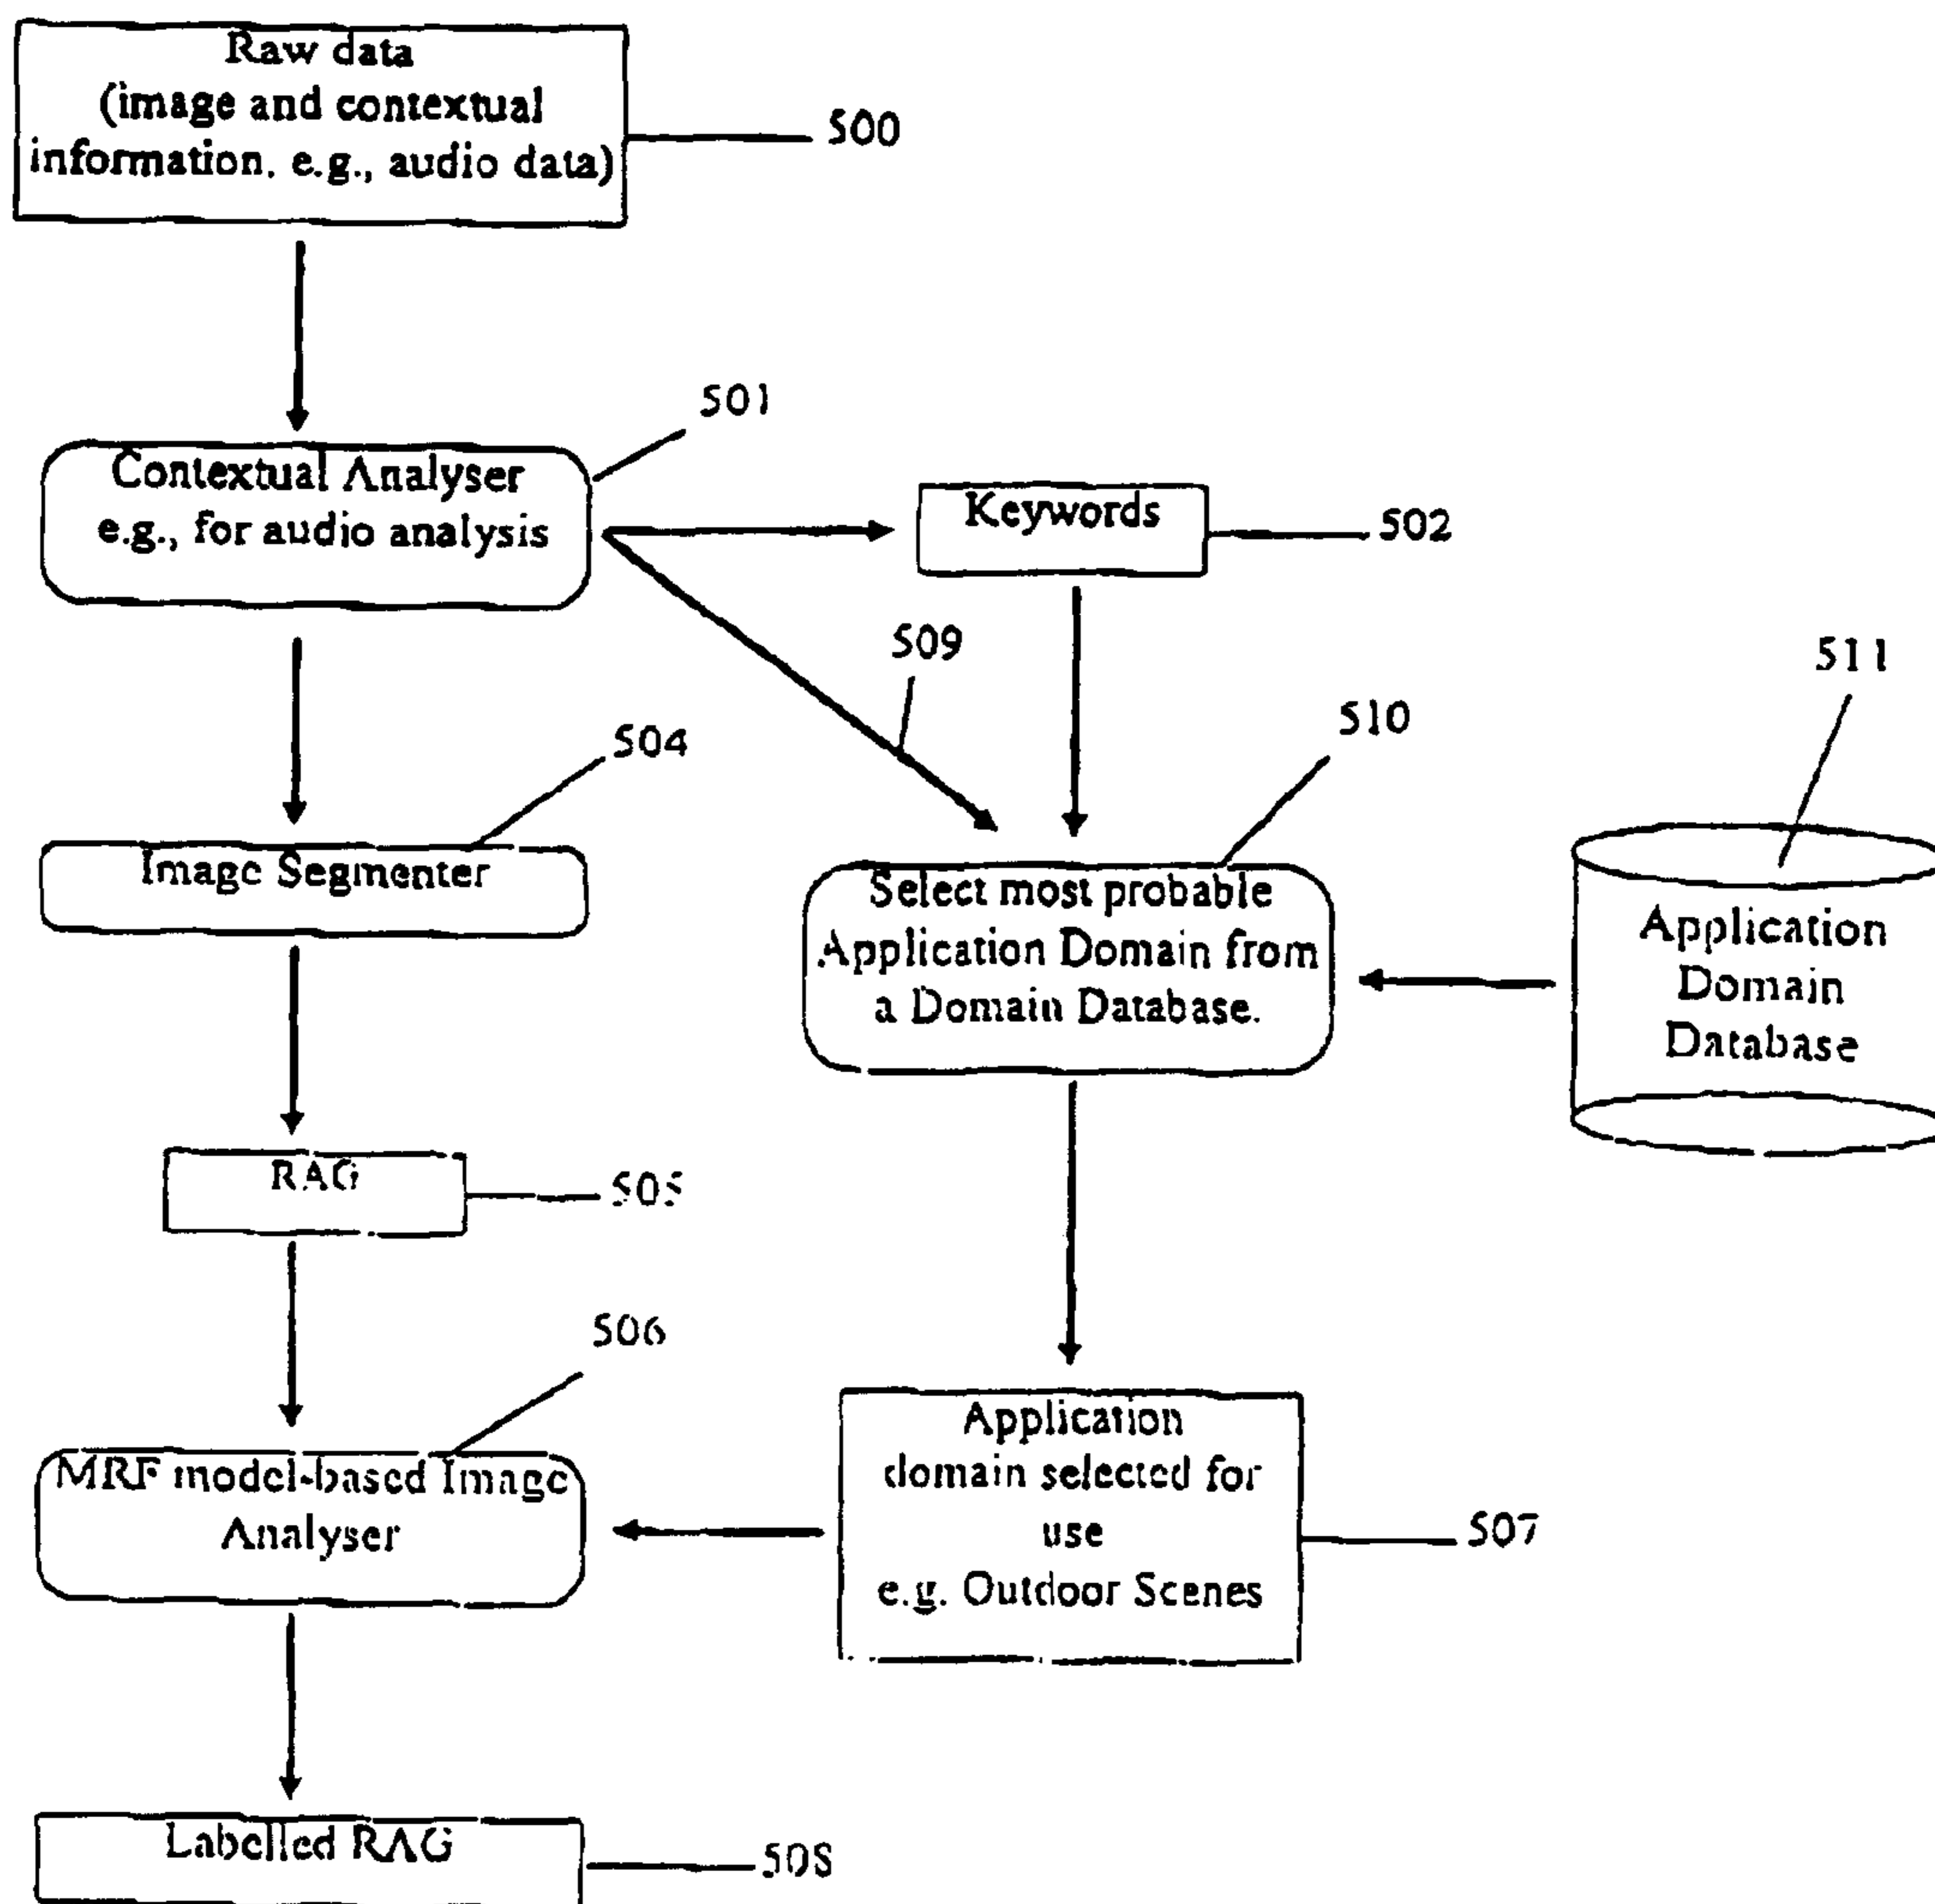 Raw data
(image and contextual
information, e.g., audio data)
500
501
Contextual Analyser
e.g., for audio analysis
Keywords
502
509
511
504
510
Image Segmenter
Select most probable
Application Domain from
a Domain Database.
Application
Domain
Database
RAG
505
506
MRF model-based Image
Analyser
Application
domain selected for
use
e.g. Outdoor Scenes
507
Labelled RAG
508